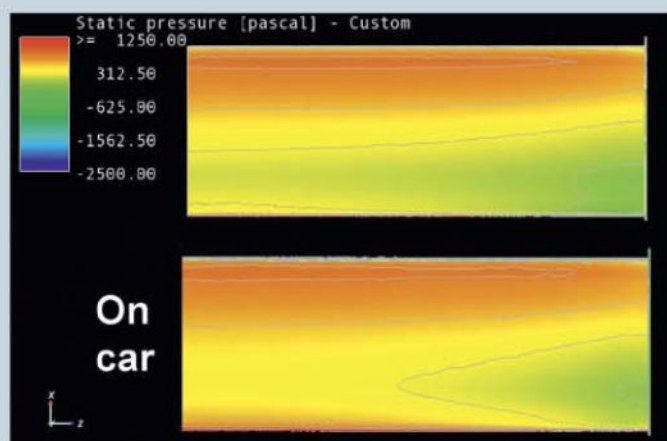 Static pressure [pascal] - Custom
>= 1250.00
312.50
-625.00
-1562.50
-2500.00
On
car
x
z